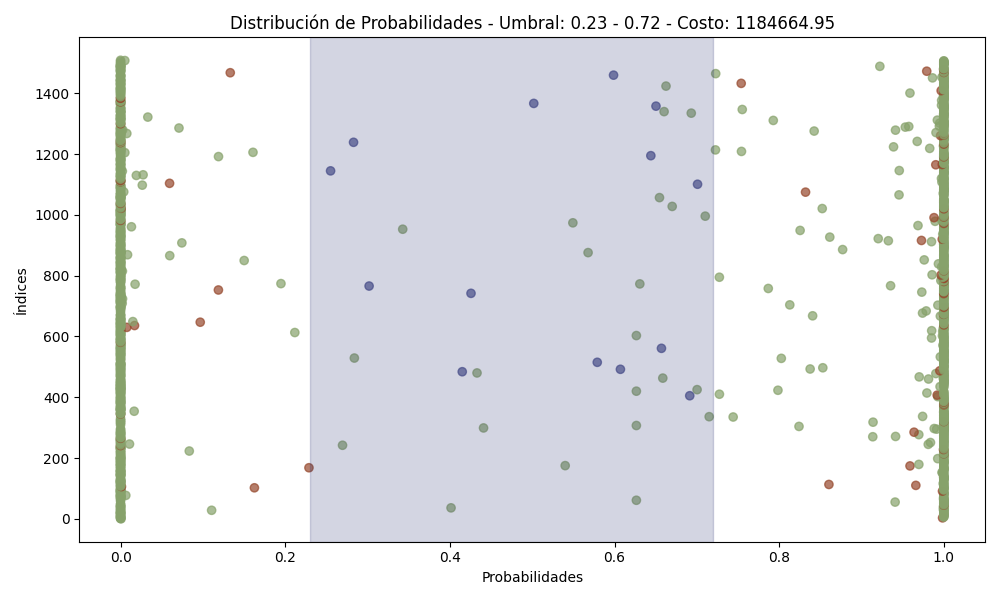 Distribución de Probabilidades - Umbral: 0.23 - 0.72 - Costo: 1184664.95
Índices
1400
1200
1000
800
600
400
200
0
0.0 0.2 0.4 0.6 0.8 1.0
Probabilidades